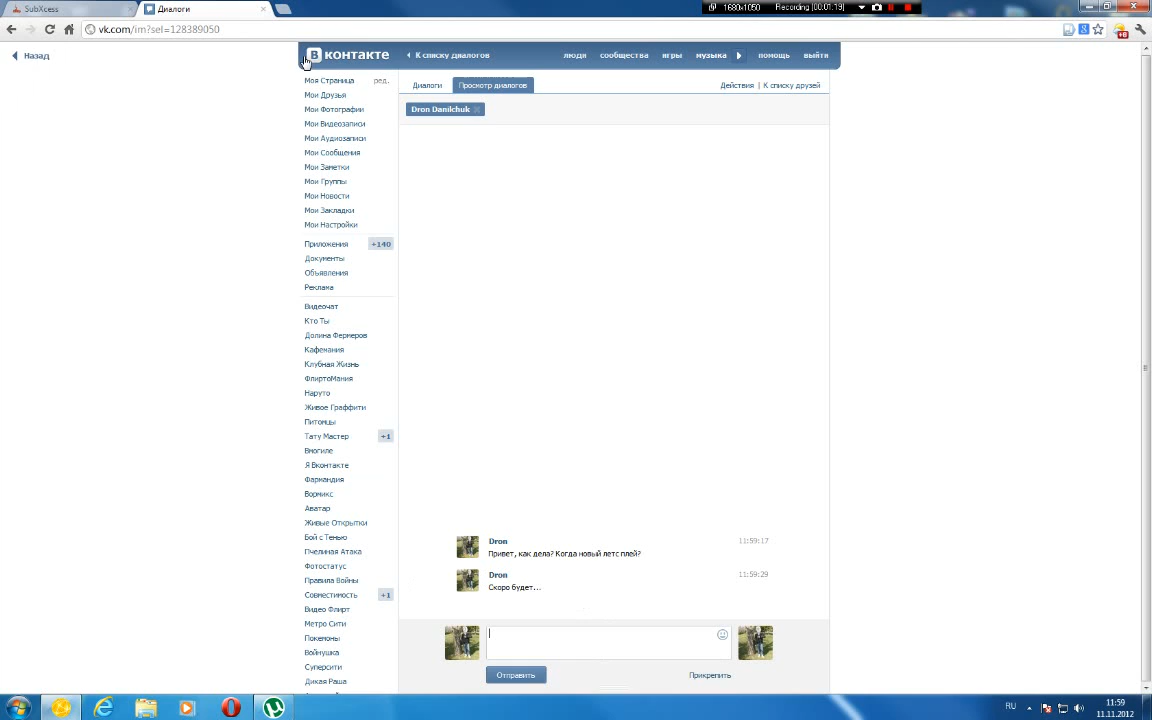 SubXcess
Диалоги
1680x1050
Recording [00:01:19]
vk.com/im?sel=128389050
Назад
В контакте
К списку диалогов
люди
сообщества
игры
музыка
помощь
выйти
Моя Страница
ред.
Мои Друзья
Мои Фотографии
Мои Видеозаписи
Мои Аудиозаписи
Мои Сообщения
Мои Заметки
Мои Группы
Мои Новости
Мои Закладки
Мои Настройки
Приложения
+140
Документы
Объявления
Реклама
Видеочат
Кто Ты
Долина Фермеров
Кафемания
Клубная Жизнь
ФлиртоМания
Наруто
Живое Граффити
Питомцы
Тату Мастер
+1
Вмогиле
Я Вконтакте
Фармандия
Вормикс
Аватар
Живые Открытки
Бой с Тенью
Пчелиная Атака
Фотостатус
Правила Войны
Совместимость
+1
Видео Флирт
Метро Сити
Покемоны
Войнушка
Суперсити
Дикая Раша
Диалоги
Просмотр диалогов
Действия | К списку друзей
Dron Danilchuk
Dron
11:59:17
Привет, как дела? Когда новый летс плей?
Dron
11:59:29
Скоро будет...
Отправить
Прикрепить
RU
11:59
11.11.2012